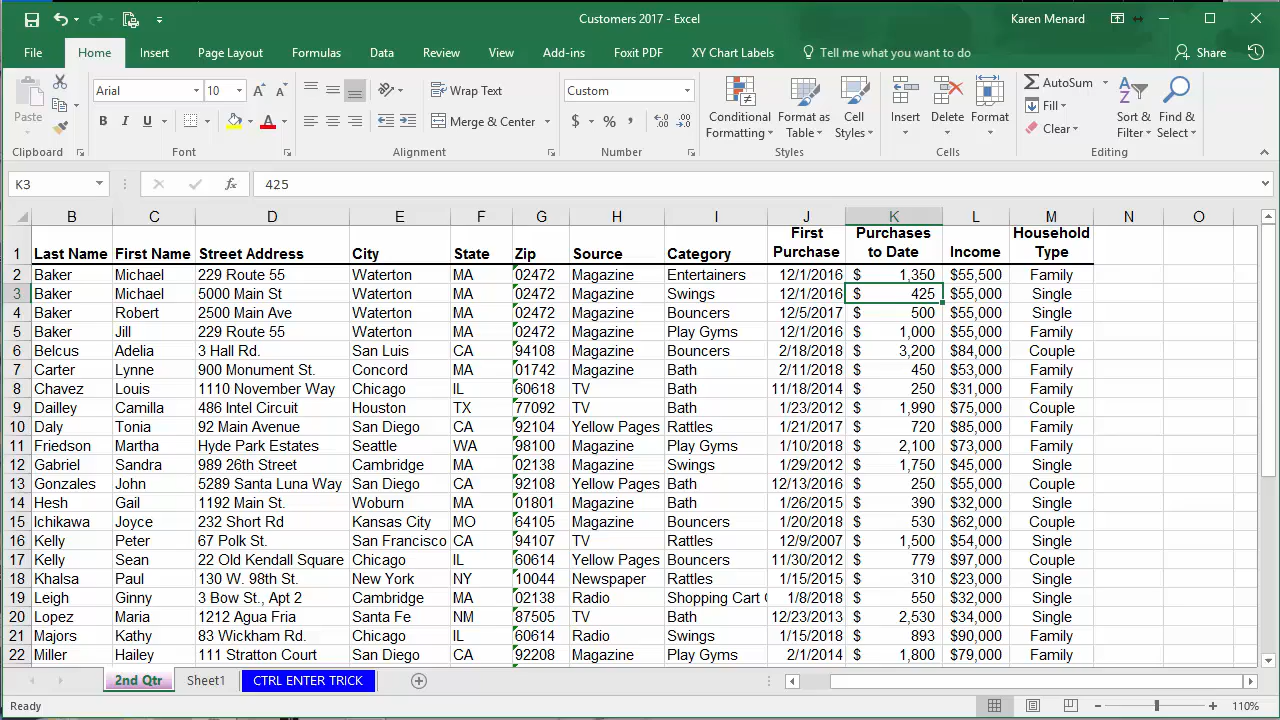 Customers 2017 - Excel
Karen Menard
File Home Insert Page Layout Formulas Data Review View Add-ins Foxit PDF XY Chart Labels Tell me what you want to do Share
Paste
Clipboard
Arial 10
B I U A
Font
Wrap Text
Merge & Center
Alignment
Custom
$ % ,
Number
Conditional Formatting
Format as Table
Cell Styles
Styles
Insert Delete Format
Cells
AutoSum
Fill
Clear
Sort & Filter
Find & Select
Editing
K3 fx 425
B C D E F G H I J K L M N O
1 Last Name First Name Street Address City State Zip Source Category First Purchase Purchases to Date Income Household Type
2 Baker Michael 229 Route 55 Waterton MA 02472 Magazine Entertainers 12/1/2016 $ 1,350 $55,500 Family
3 Baker Michael 5000 Main St Waterton MA 02472 Magazine Swings 12/1/2016 $ 425 $55,000 Single
4 Baker Robert 2500 Main Ave Waterton MA 02472 Magazine Bouncers 12/5/2017 $ 500 $55,000 Single
5 Baker Jill 229 Route 55 Waterton MA 02472 Magazine Play Gyms 12/1/2016 $ 1,000 $55,000 Family
6 Belcus Adelia 3 Hall Rd. San Luis CA 94108 Magazine Bouncers 2/18/2018 $ 3,200 $84,000 Couple
7 Carter Lynne 900 Monument St. Concord MA 01742 Magazine Bath 2/11/2018 $ 450 $53,000 Family
8 Chavez Louis 1110 November Way Chicago IL 60618 TV Bath 11/18/2014 $ 250 $31,000 Family
9 Dailley Camilla 486 Intel Circuit Houston TX 77092 TV Bath 1/23/2012 $ 1,990 $75,000 Couple
10 Daly Tonia 92 Main Avenue San Diego CA 92104 Yellow Pages Rattles 1/21/2017 $ 720 $85,000 Family
11 Friedson Martha Hyde Park Estates Seattle WA 98100 Magazine Play Gyms 1/10/2018 $ 2,100 $73,000 Family
12 Gabriel Sandra 989 26th Street Cambridge MA 02138 Magazine Swings 1/29/2012 $ 1,750 $45,000 Single
13 Gonzales John 5289 Santa Luna Way San Diego CA 92108 Yellow Pages Bath 12/13/2016 $ 250 $55,000 Couple
14 Hesh Gail 1192 Main St. Woburn MA 01801 Magazine Bath 1/26/2015 $ 390 $32,000 Single
15 Ichikawa Joyce 232 Short Rd Kansas City MO 64105 Magazine Bouncers 1/20/2018 $ 530 $62,000 Couple
16 Kelly Peter 67 Polk St. San Francisco CA 94107 TV Rattles 12/9/2007 $ 1,500 $54,000 Single
17 Kelly Sean 22 Old Kendall Square Chicago IL 60614 Yellow Pages Bouncers 11/30/2012 $ 779 $97,000 Couple
18 Khalsa Paul 130 W. 98th St. New York NY 10044 Newspaper Rattles 1/15/2015 $ 310 $23,000 Single
19 Leigh Ginny 3 Bow St., Apt 2 Cambridge MA 02138 Radio Shopping Cart 1/8/2018 $ 550 $32,000 Single
20 Lopez Maria 1212 Agua Fria Santa Fe NM 87505 TV Bath 12/23/2013 $ 2,530 $34,000 Single
21 Majors Kathy 83 Wickham Rd. Chicago IL 60614 Radio Swings 1/15/2018 $ 893 $90,000 Family
22 Miller Hailey 111 Stratton Court San Diego CA 92208 Magazine Play Gyms 2/1/2014 $ 1,800 $79,000 Family
2nd Qtr Sheet1 CTRL ENTER TRICK
Ready 110%